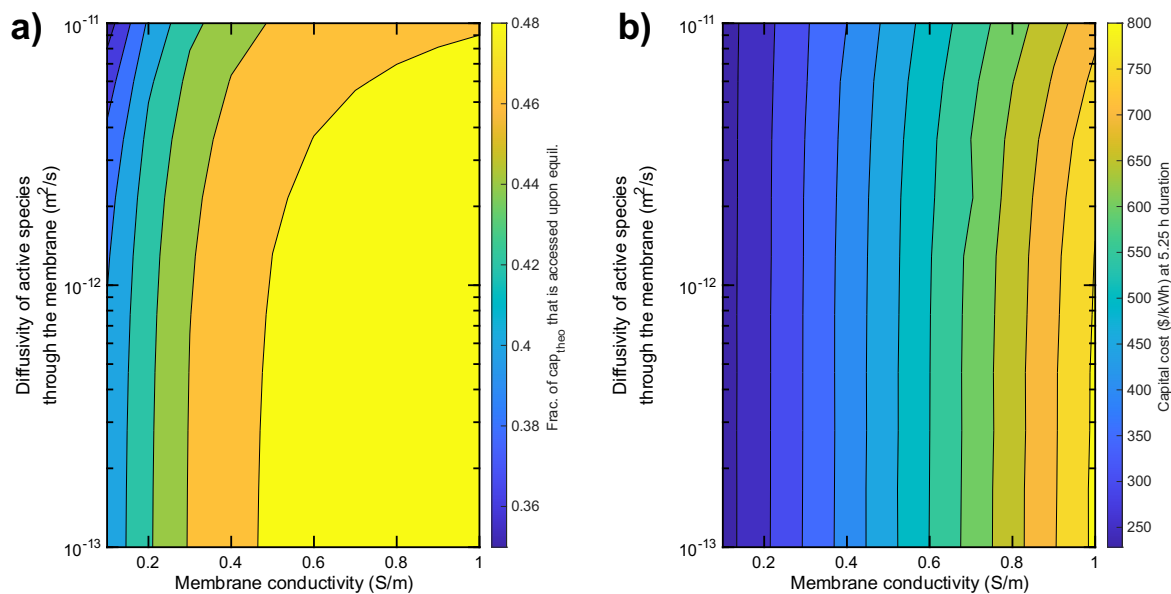 a)
Diffusivity of active species
through the membrane (m²/s)
10⁻¹¹
10⁻¹²
10⁻¹³
0.2 0.4 0.6 0.8 1
Membrane conductivity (S/m)
0.48
0.46
0.44
0.42
0.4
0.38
0.36
Frac. of cap_theo that is accessed upon equil.
b)
Diffusivity of active species
through the membrane (m²/s)
10⁻¹¹
10⁻¹²
10⁻¹³
0.2 0.4 0.6 0.8 1
Membrane conductivity (S/m)
800
750
700
650
600
550
500
450
400
350
300
250
Capital cost ($/kWh) at 5.25 h duration